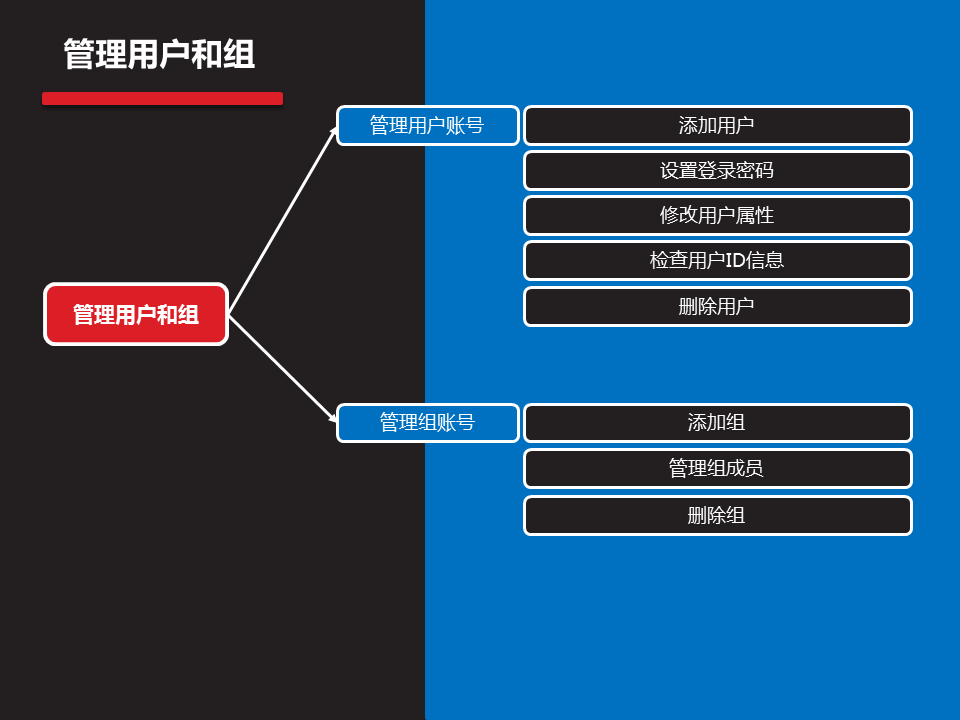 管理用户和组
管理用户账号
添加用户
设置登录密码
修改用户属性
检查用户ID信息
删除用户
管理用户和组
管理组账号
添加组
管理组成员
删除组